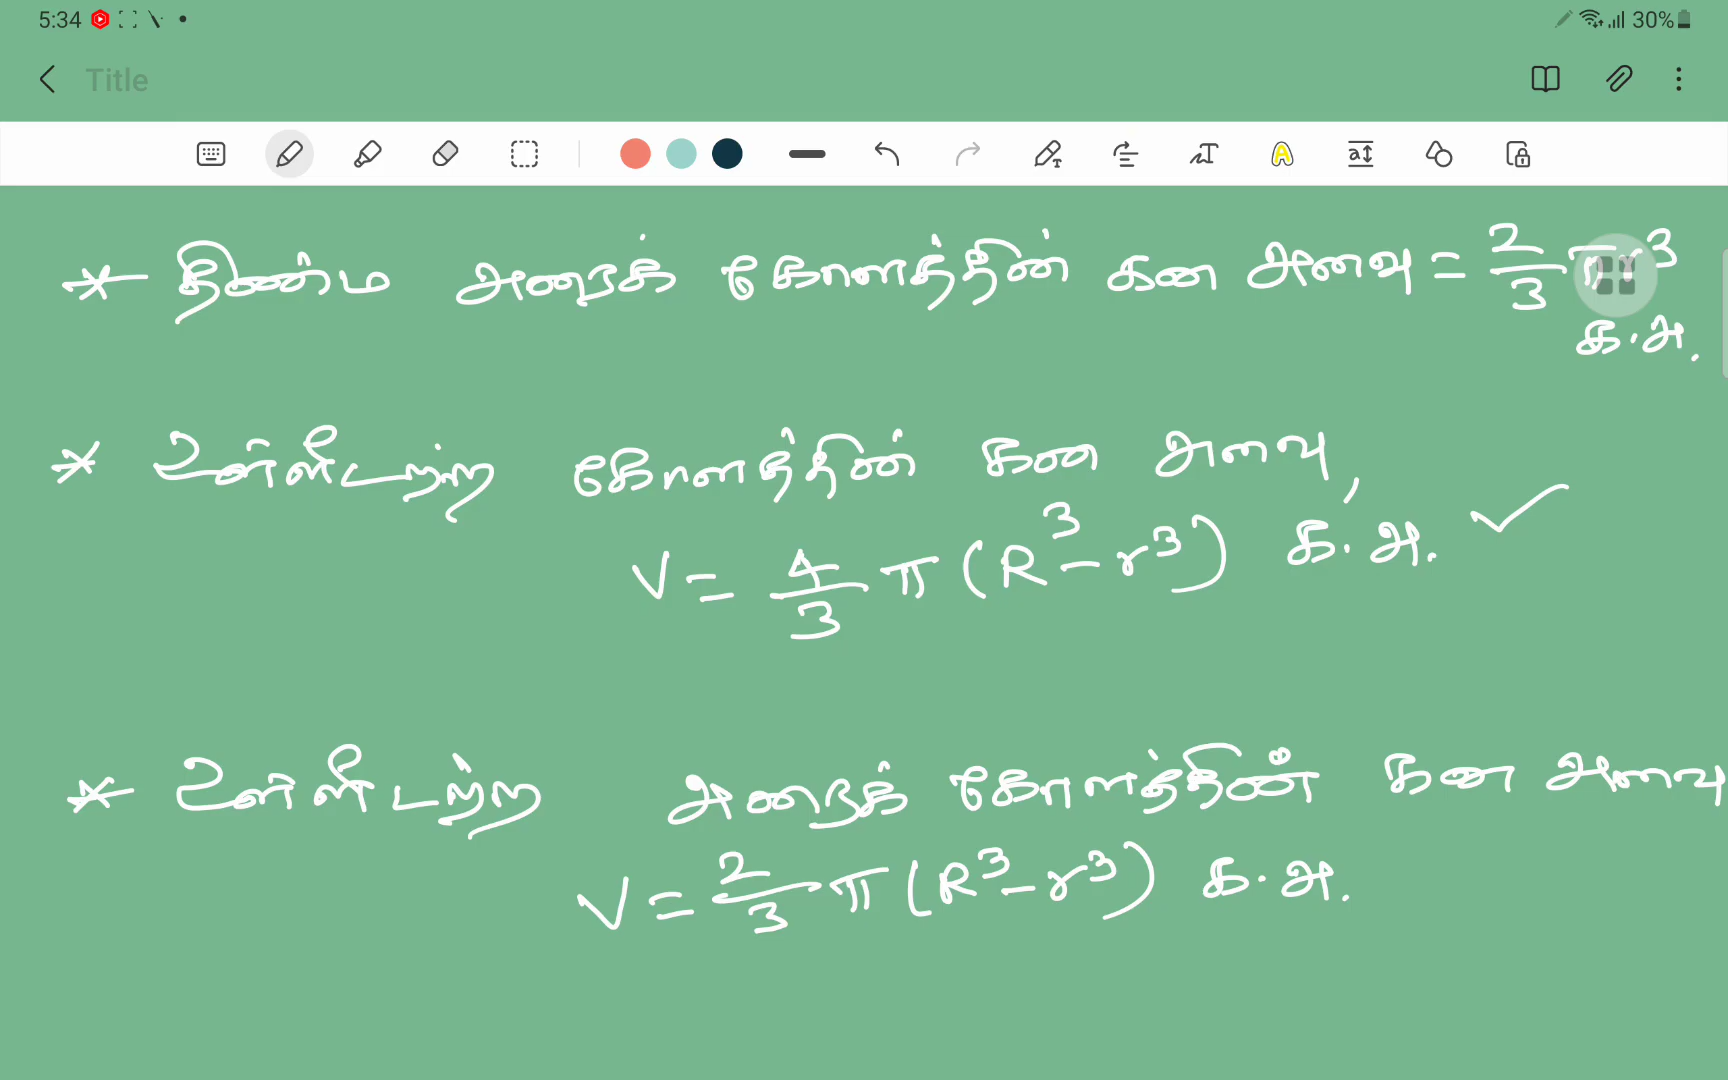 5:34
30%
Title
* திண்ம அரைக் கோளத்தின் கன அளவு = 2/3 πr³
க.அ.
* உள்ளீடற்ற கோளத்தின் கன அளவு,
V = 4/3 π (R³ - r³) க.அ. ✓
* உள்ளீடற்ற அரைக் கோளத்தின் கன அளவு
V = 2/3 π (R³ - r³) க.அ.